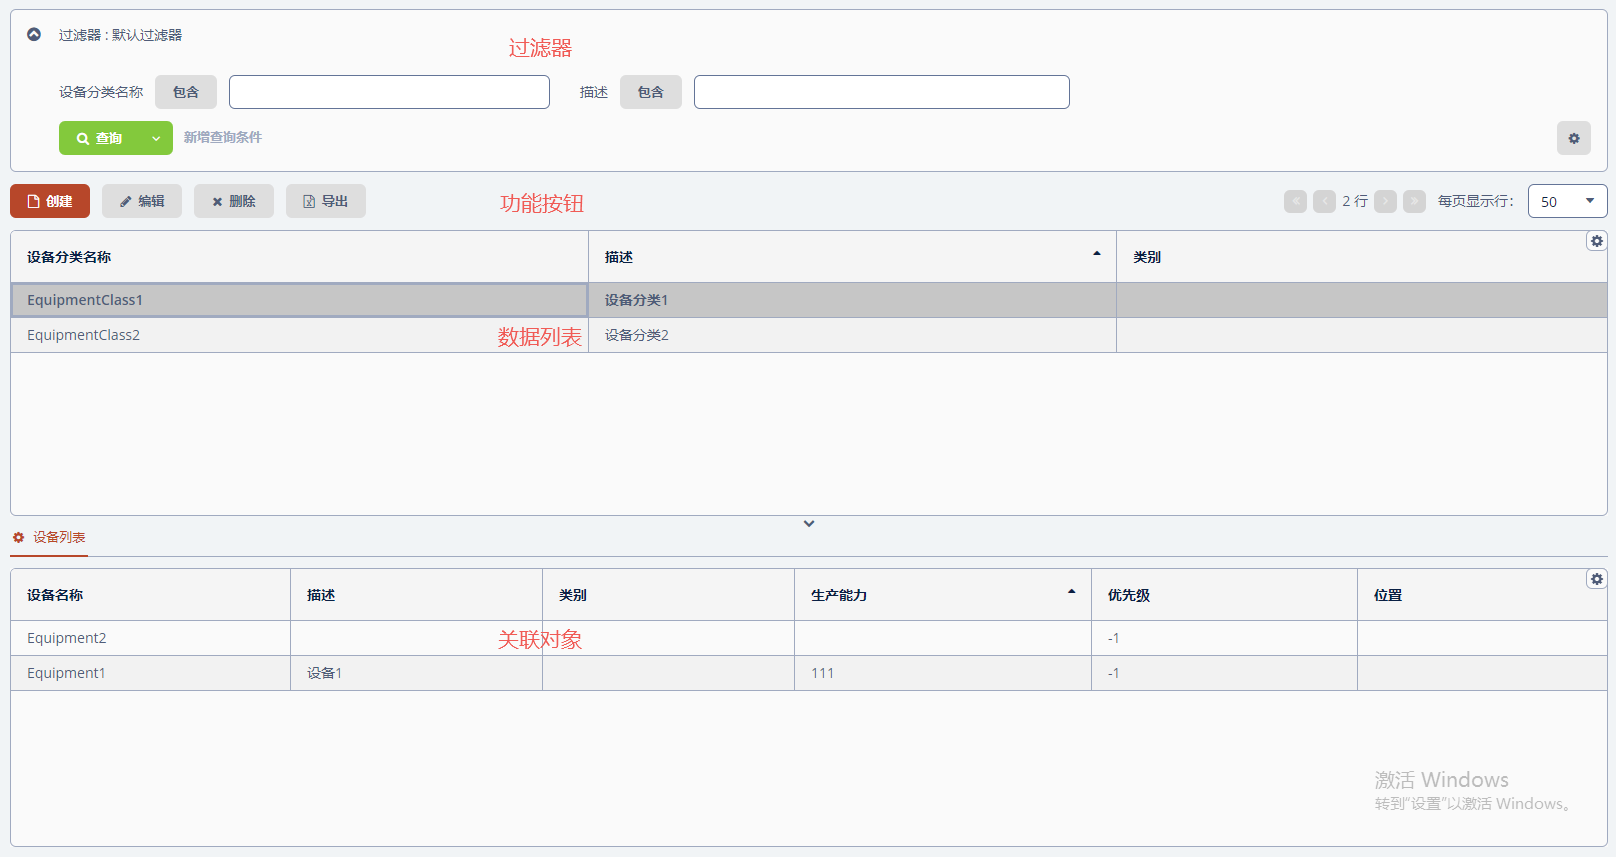 过滤器 : 默认过滤器
过滤器
设备分类名称 包含 描述 包含
查询 新增查询条件
创建 编辑 删除 导出 功能按钮 2 行 每页显示行: 50
设备分类名称 描述 类别
EquipmentClass1 设备分类1
EquipmentClass2 数据列表 设备分类2
设备列表
设备名称 描述 类别 生产能力 优先级 位置
Equipment2 关联对象 -1
Equipment1 设备1 111 -1
激活 Windows
转到"设置"以激活 Windows。